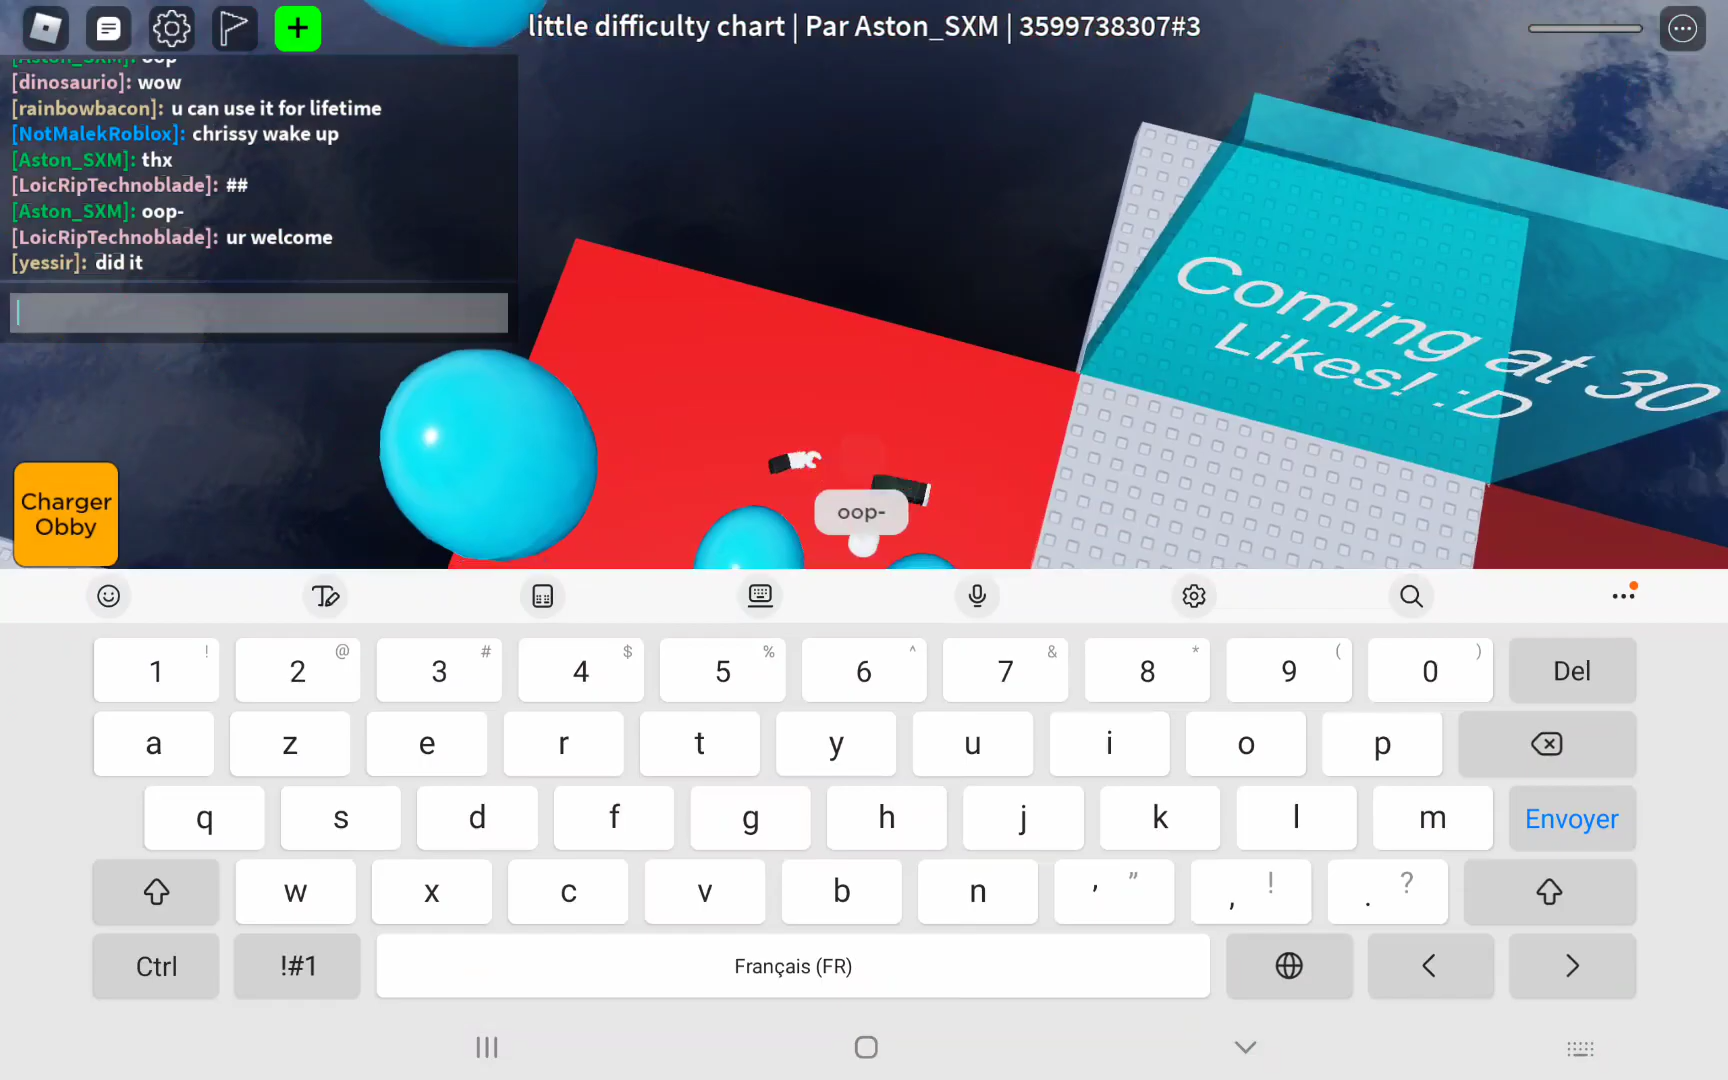 little difficulty chart | Par Aston_SXM | 3599738307#3
[Aston_SXM]: oop
[dinosaurio]: wow
[rainbowbacon]: u can use it for lifetime
[NotMalekRoblox]: chrissy wake up
[Aston_SXM]: thx
[LoicRipTechnoblade]: ##
[Aston_SXM]: oop-
[LoicRipTechnoblade]: ur welcome
[yessir]: did it
Coming at 30
Likes! :D
Charger
Obby
oop-
1 ! 2 @ 3 # 4 $ 5 % 6 ^ 7 & 8 * 9 ( 0 ) Del
a z e r t y u i o p
q s d f g h j k l m Envoyer
w x c v b n ' " , ! . ?
Ctrl !#1 Français (FR) < >